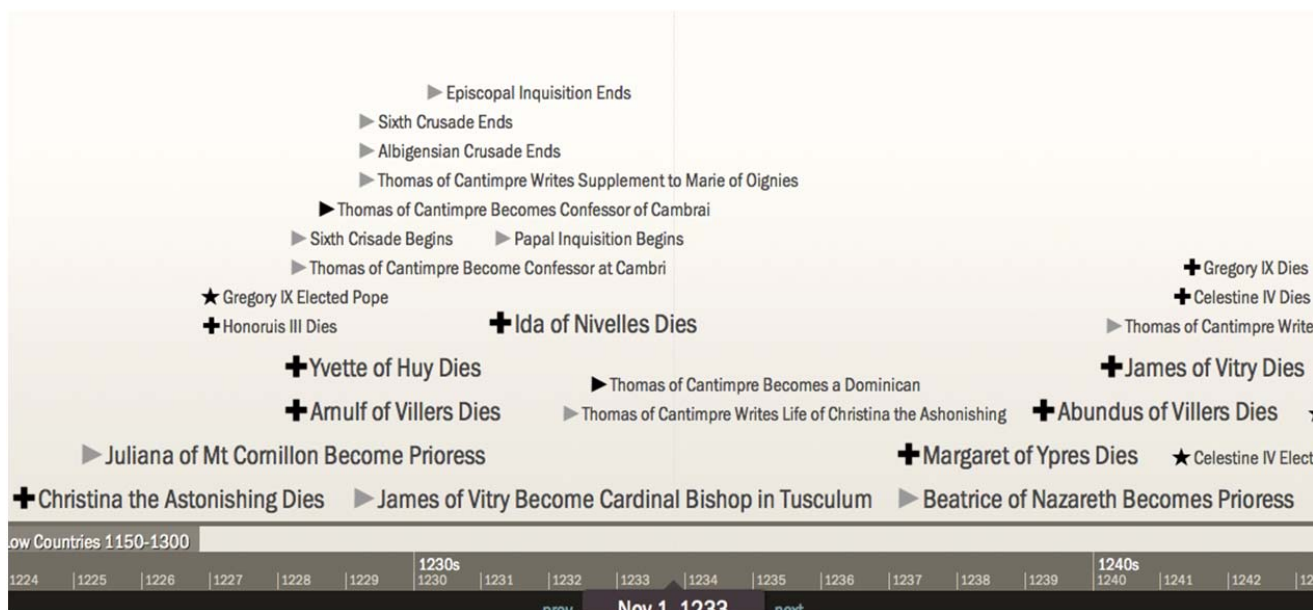 Episcopal Inquisition Ends
Sixth Crusade Ends
Albigensian Crusade Ends
Thomas of Cantimpre Writes Supplement to Marie of Oignies
Thomas of Cantimpre Becomes Confessor of Cambrai
Sixth Crisade Begins Papal Inquisition Begins
Thomas of Cantimpre Become Confessor at Cambri Gregory IX Dies
Gregory IX Elected Pope Celestine IV Dies
Honoruis III Dies Ida of Nivelles Dies Thomas of Cantimpre Write
Yvette of Huy Dies James of Vitry Dies
Thomas of Cantimpre Becomes a Dominican
Arnulf of Villers Dies Thomas of Cantimpre Writes Life of Christina the Ashonishing Abundus of Villers Dies
Juliana of Mt Cornillon Become Prioress Margaret of Ypres Dies Celestine IV Elect
Christina the Astonishing Dies James of Vitry Become Cardinal Bishop in Tusculum Beatrice of Nazareth Becomes Prioress
Low Countries 1150-1300
1230s 1240s
1224 1225 1226 1227 1228 1229 1230 1231 1232 1233 1234 1235 1236 1237 1238 1239 1240 1241 1242 12
prev Nov 1, 1233 next